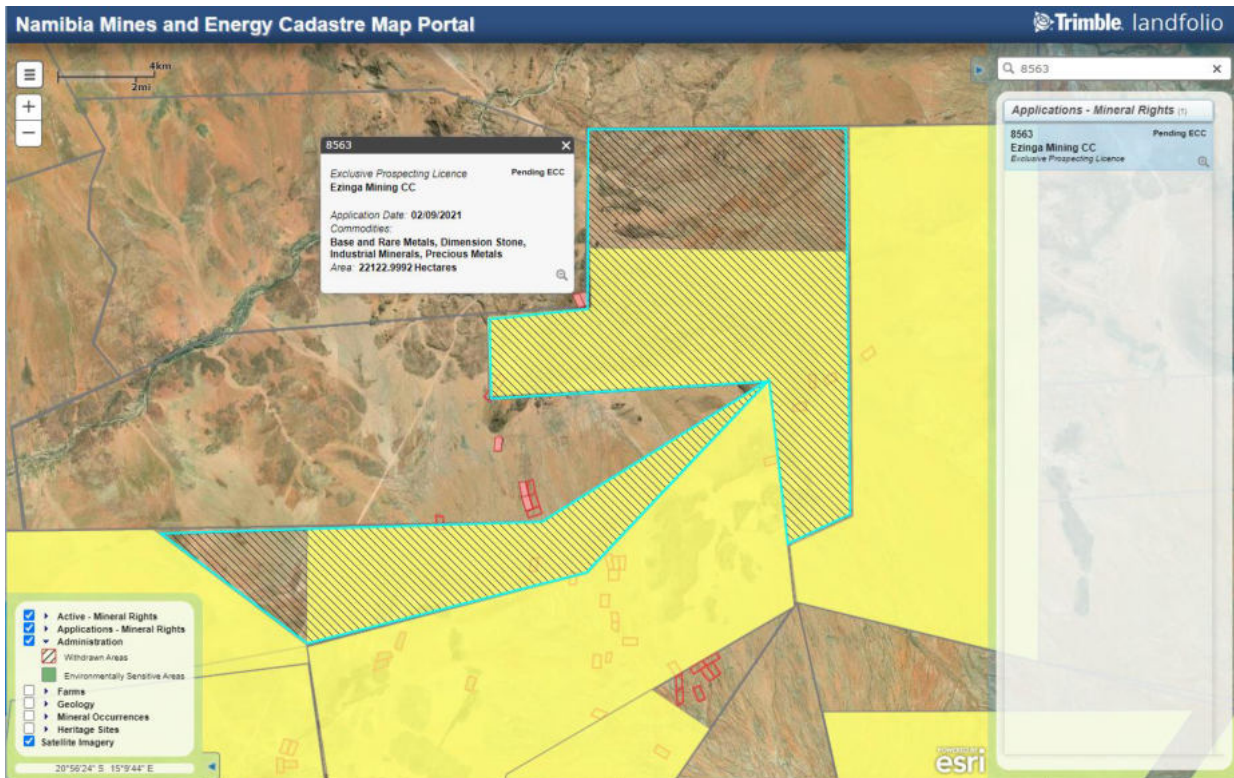 Namibia Mines and Energy Cadastre Map Portal
Trimble. landfolio
4km
2mi
+
−
8563
8563
Exclusive Prospecting Licence
Pending ECC
Ezinga Mining CC
Application Date: 02/09/2021
Commodities:
Base and Rare Metals, Dimension Stone,
Industrial Minerals, Precious Metals
Area: 22122.9992 Hectares
Applications - Mineral Rights (1)
8563
Pending ECC
Ezinga Mining CC
Exclusive Prospecting Licence
Active - Mineral Rights
Applications - Mineral Rights
Administration
Withdrawn Areas
Environmentally Sensitive Areas
Farms
Geology
Mineral Occurrences
Heritage Sites
Satellite Imagery
20°56'24" S 15°9'44" E
POWERED BY
esri